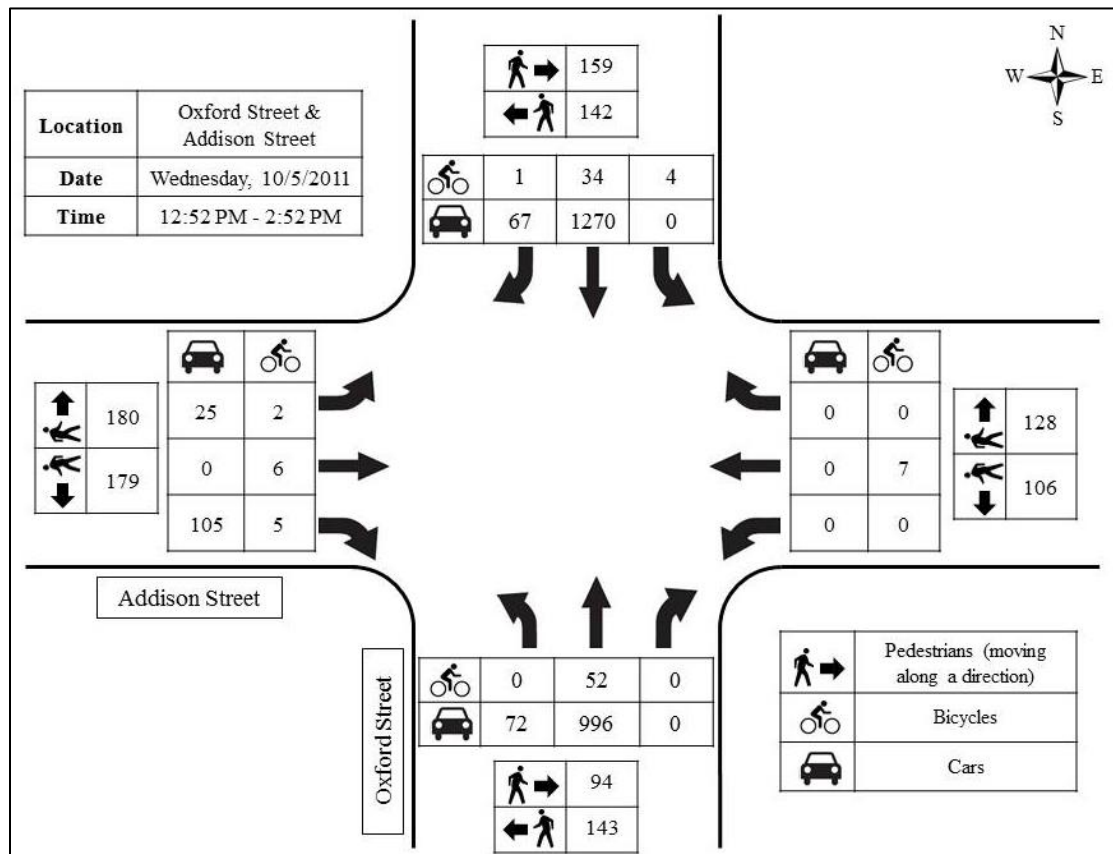 N
W E
S
Location Oxford Street &
Addison Street
Date Wednesday, 10/5/2011
Time 12:52 PM - 2:52 PM
159
142
1 34 4
67 1270 0
180
179
25 2
0 6
105 5
0 0
0 7
0 0
128
106
Addison Street
Oxford Street
0 52 0
72 996 0
94
143
Pedestrians (moving
along a direction)
Bicycles
Cars